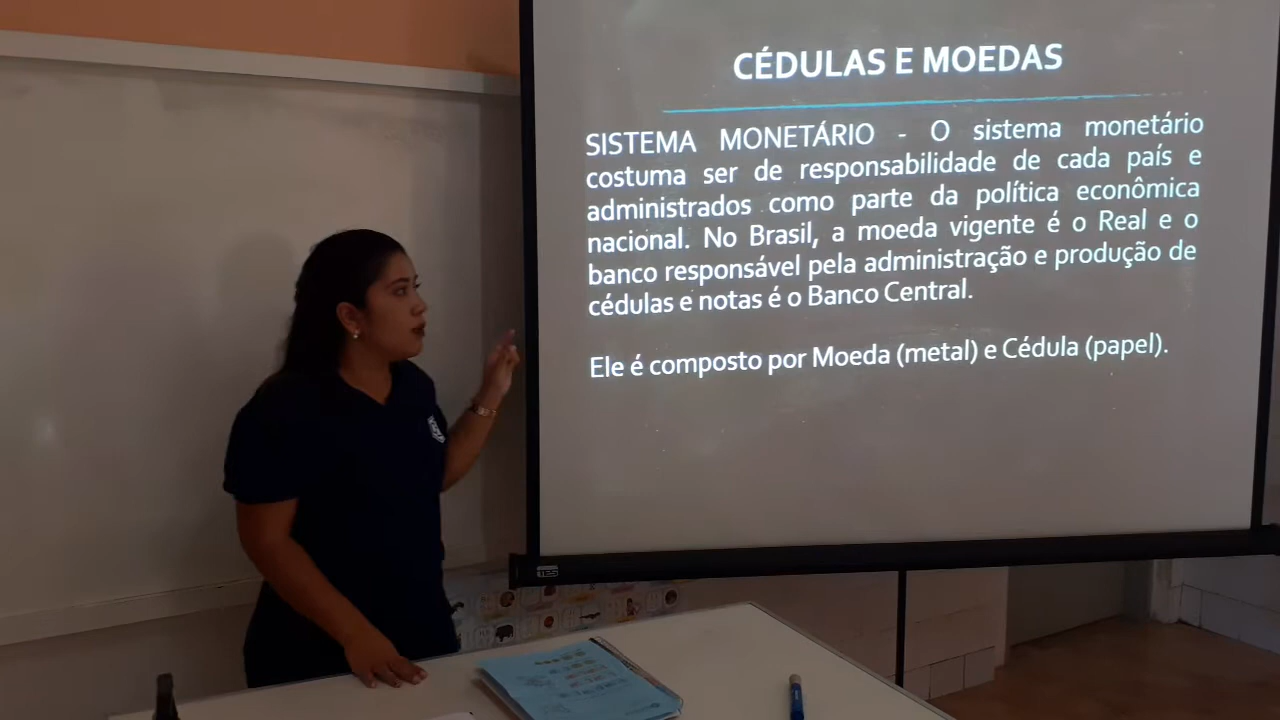 CÉDULAS E MOEDAS
SISTEMA MONETÁRIO - O sistema monetário
costuma ser de responsabilidade de cada país e
administrados como parte da política econômica
nacional. No Brasil, a moeda vigente é o Real e o
banco responsável pela administração e produção de
cédulas e notas é o Banco Central.
Ele é composto por Moeda (metal) e Cédula (papel).
TES